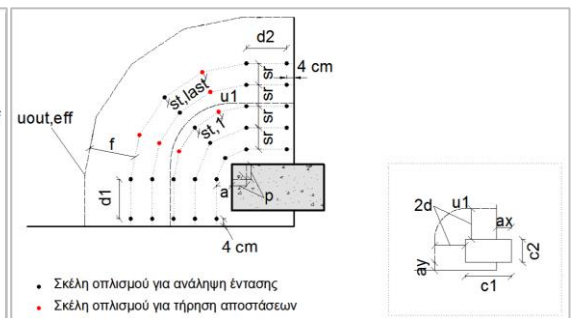 d2
4 cm
sr
sr
sr
sr
st,last
u1
st,1
uout,eff
f
d1
a
p
4 cm
• Σκέλη οπλισμού για ανάληψη έντασης
• Σκέλη οπλισμού για τήρηση αποστάσεων
2d
u1
ax
ay
c2
c1